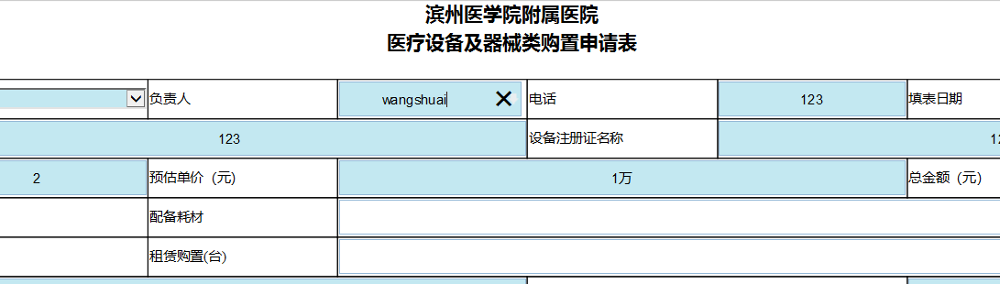 滨州医学院附属医院
医疗设备及器械类购置申请表
负责人 wangshuai 电话 123 填表日期
123 设备注册证名称
2 预估单价（元） 1万 总金额（元）
配备耗材
租赁购置(台)